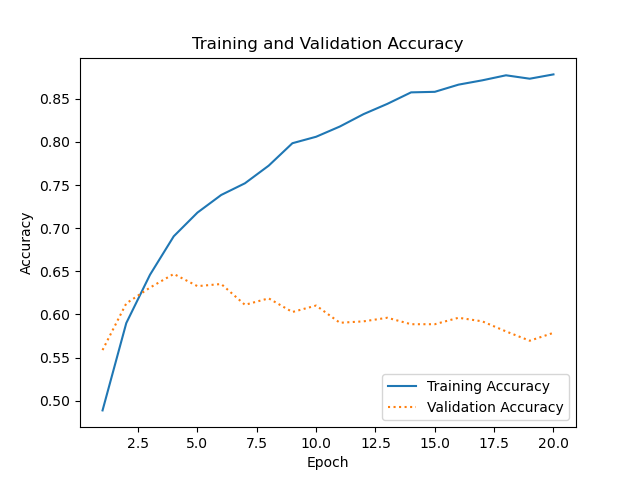 Training and Validation Accuracy
Accuracy
0.85
0.80
0.75
0.70
0.65
0.60
0.55
0.50
Training Accuracy
Validation Accuracy
2.5 5.0 7.5 10.0 12.5 15.0 17.5 20.0
Epoch